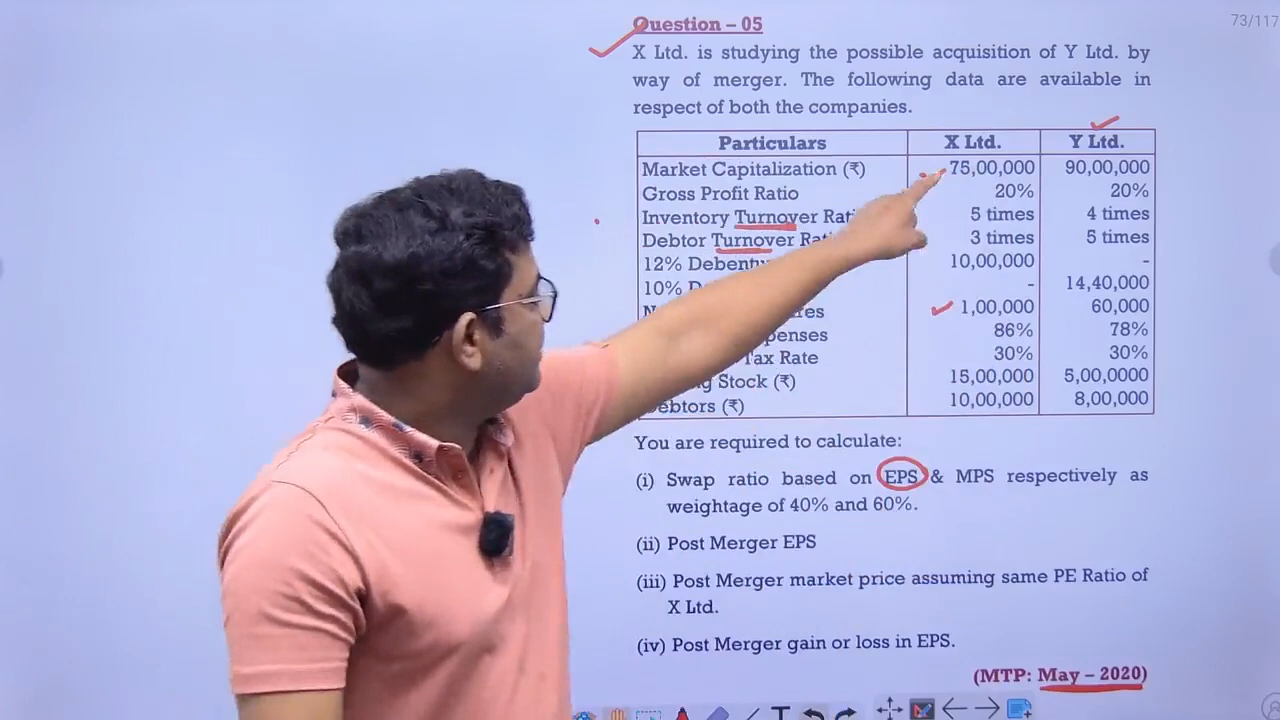 73/117
Question – 05
X Ltd. is studying the possible acquisition of Y Ltd. by
way of merger. The following data are available in
respect of both the companies.
Particulars X Ltd. Y Ltd.
Market Capitalization (₹) 75,00,000 90,00,000
Gross Profit Ratio 20% 20%
Inventory Turnover 5 times 4 times
Debtor Turnover 3 times 5 times
12% 10,00,000 -
10% - 14,40,000
1,00,000 60,000
86% 78%
Tax Rate 30% 30%
Stock (₹) 15,00,000 5,00,0000
(₹) 10,00,000 8,00,000
You are required to calculate:
(i) Swap ratio based on EPS & MPS respectively as
weightage of 40% and 60%.
(ii) Post Merger EPS
(iii) Post Merger market price assuming same PE Ratio of
X Ltd.
(iv) Post Merger gain or loss in EPS.
(MTP: May – 2020)